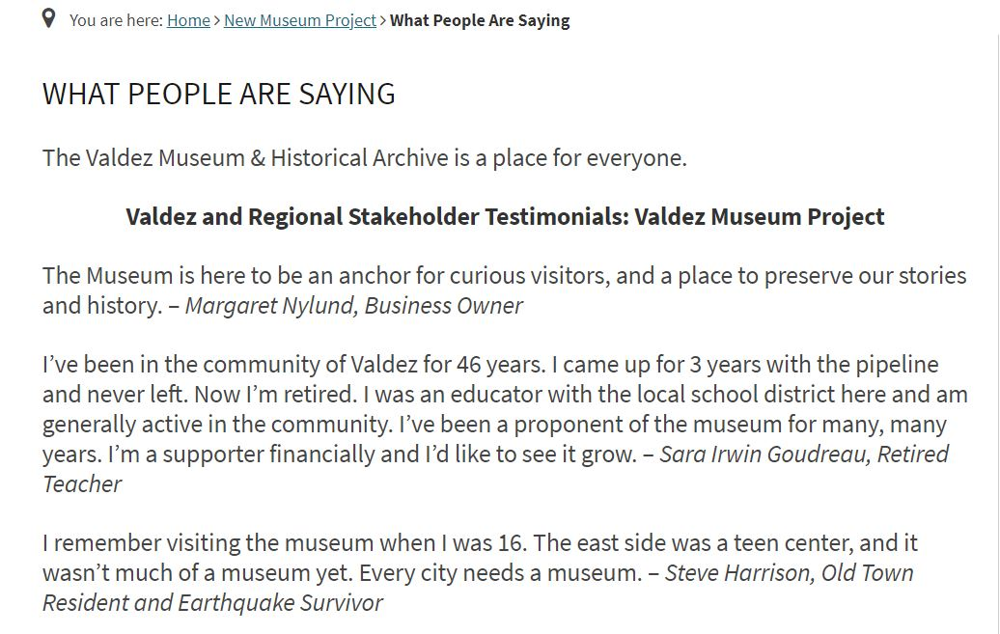 You are here: Home > New Museum Project > What People Are Saying
WHAT PEOPLE ARE SAYING
The Valdez Museum & Historical Archive is a place for everyone.
Valdez and Regional Stakeholder Testimonials: Valdez Museum Project
The Museum is here to be an anchor for curious visitors, and a place to preserve our stories
and history. – Margaret Nylund, Business Owner
I’ve been in the community of Valdez for 46 years. I came up for 3 years with the pipeline
and never left. Now I’m retired. I was an educator with the local school district here and am
generally active in the community. I’ve been a proponent of the museum for many, many
years. I’m a supporter financially and I’d like to see it grow. – Sara Irwin Goudreau, Retired
Teacher
I remember visiting the museum when I was 16. The east side was a teen center, and it
wasn’t much of a museum yet. Every city needs a museum. – Steve Harrison, Old Town
Resident and Earthquake Survivor